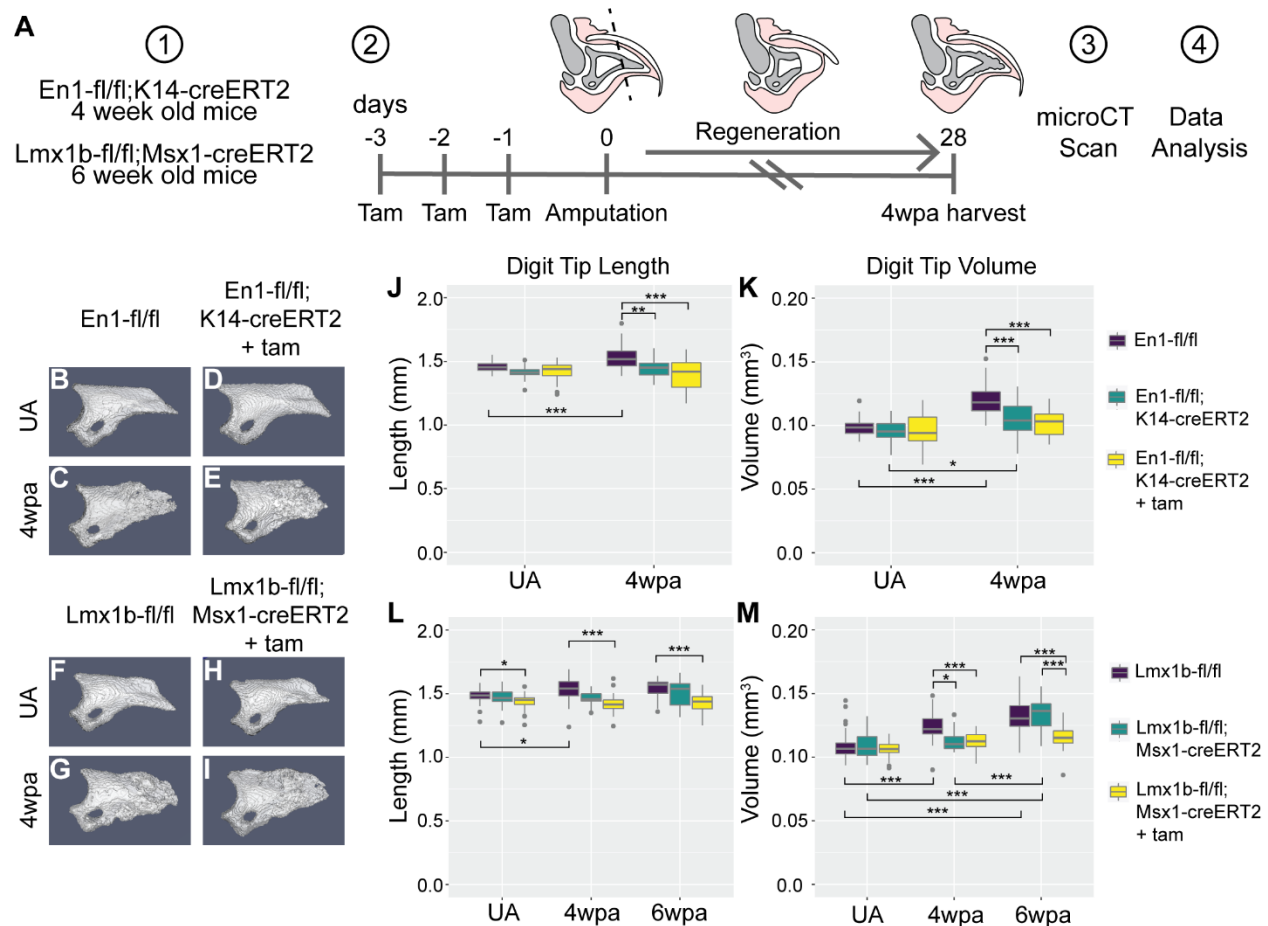 A
1
2
3
4
En1-fl/fl;K14-creERT2
4 week old mice
Lmx1b-fl/fl;Msx1-creERT2
6 week old mice
days
-3
-2
-1
0
28
Regeneration
Tam
Tam
Tam
Amputation
4wpa harvest
microCT
Scan
Data
Analysis
En1-fl/fl
En1-fl/fl;
K14-creERT2
+ tam
UA
B
D
4wpa
C
E
Lmx1b-fl/fl
Lmx1b-fl/fl;
Msx1-creERT2
+ tam
UA
F
H
4wpa
G
I
J
Digit Tip Length
Length (mm)
2.0
1.5
1.0
0.5
0.0
***
**
***
UA
4wpa
K
Digit Tip Volume
Volume (mm³)
0.20
0.15
0.10
0.05
0.00
***
***
*
***
UA
4wpa
En1-fl/fl
En1-fl/fl;
K14-creERT2
En1-fl/fl;
K14-creERT2
+ tam
L
Length (mm)
2.0
1.5
1.0
0.5
0.0
*
***
***
*
UA
4wpa
6wpa
M
Volume (mm³)
0.20
0.15
0.10
0.05
0.00
***
*
***
***
***
***
***
***
UA
4wpa
6wpa
Lmx1b-fl/fl
Lmx1b-fl/fl;
Msx1-creERT2
Lmx1b-fl/fl;
Msx1-creERT2
+ tam